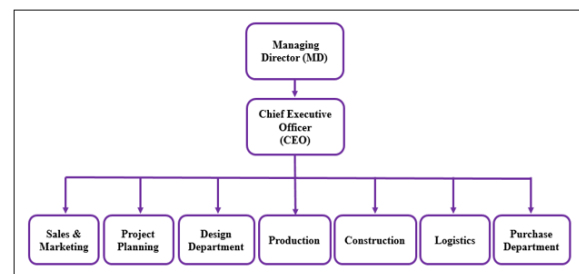 Managing
Director (MD)
Chief Executive
Officer
(CEO)
Sales &
Marketing
Project
Planning
Design
Department
Production
Construction
Logistics
Purchase
Department